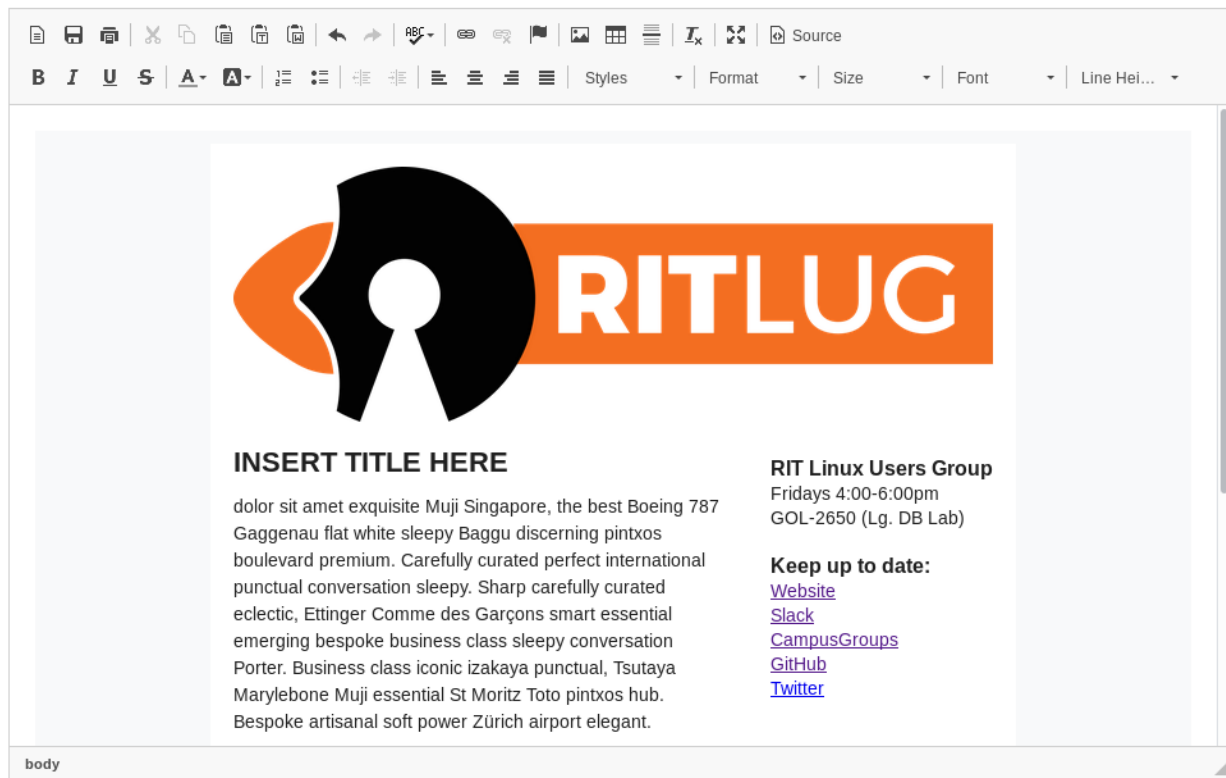 ABC
Source
B I U S A A
Styles Format Size Font Line Hei...
RITLUG
INSERT TITLE HERE
dolor sit amet exquisite Muji Singapore, the best Boeing 787
Gaggenau flat white sleepy Baggu discerning pintxos
boulevard premium. Carefully curated perfect international
punctual conversation sleepy. Sharp carefully curated
eclectic, Ettinger Comme des Garçons smart essential
emerging bespoke business class sleepy conversation
Porter. Business class iconic izakaya punctual, Tsutaya
Marylebone Muji essential St Moritz Toto pintxos hub.
Bespoke artisanal soft power Zürich airport elegant.
RIT Linux Users Group
Fridays 4:00-6:00pm
GOL-2650 (Lg. DB Lab)
Keep up to date:
Website
Slack
CampusGroups
GitHub
Twitter
body